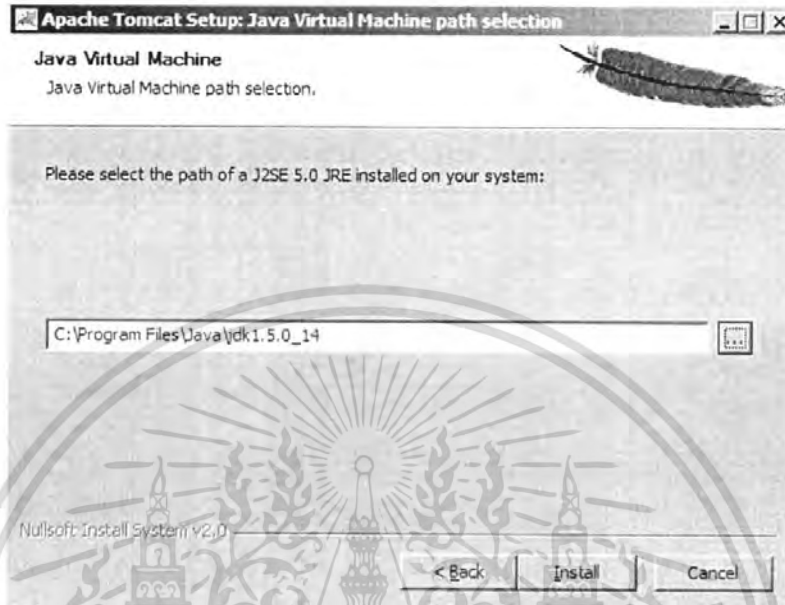 Apache Tomcat Setup: Java Virtual Machine path selection
Java Virtual Machine
Java Virtual Machine path selection.
Please select the path of a J2SE 5.0 JRE installed on your system:
C:\Program Files\Java\jdk1.5.0_14
...
Nullsoft Install System v2.0
< Back
Install
Cancel